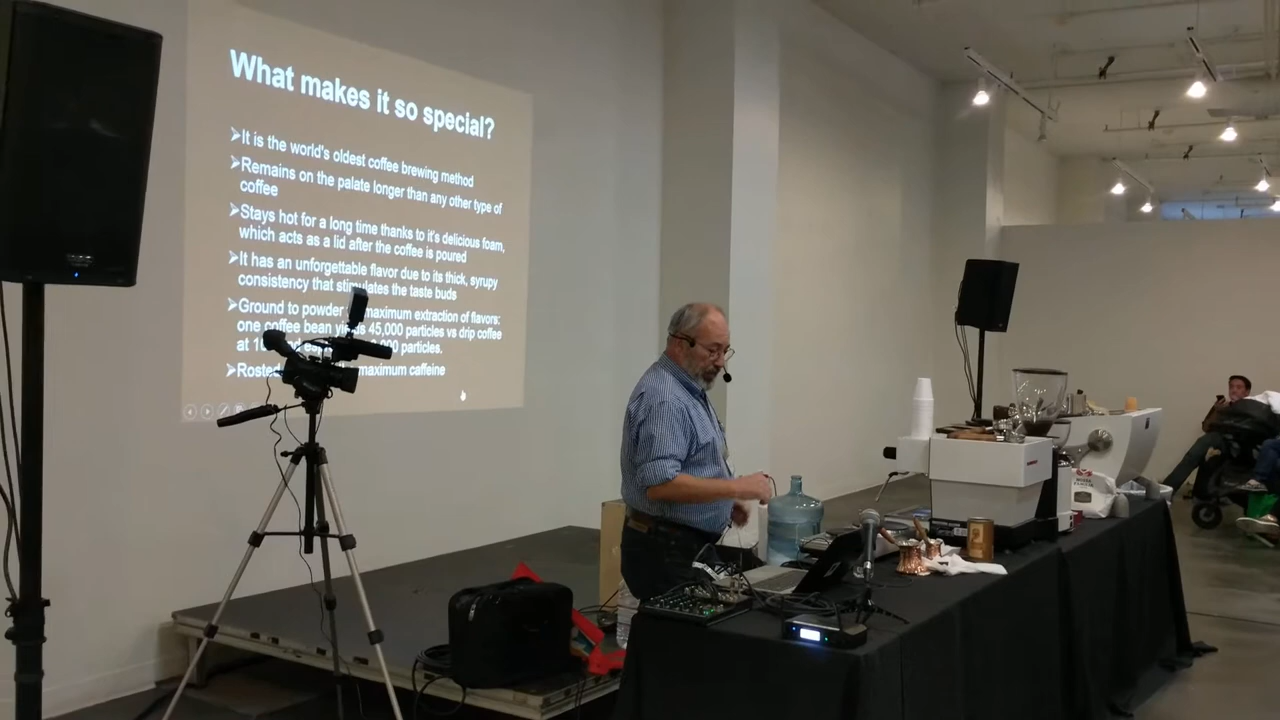 What makes it so special?
➢It is the world's oldest coffee brewing method
➢Remains on the palate longer than any other type of
coffee
➢Stays hot for a long time thanks to it's delicious foam,
which acts as a lid after the coffee is poured
➢It has an unforgettable flavor due to its thick, syrupy
consistency that stimulates the taste buds
➢Ground to powder maximum extraction of flavors:
one coffee bean yields 45,000 particles vs drip coffee
at particles.
➢Rosted maximum caffeine